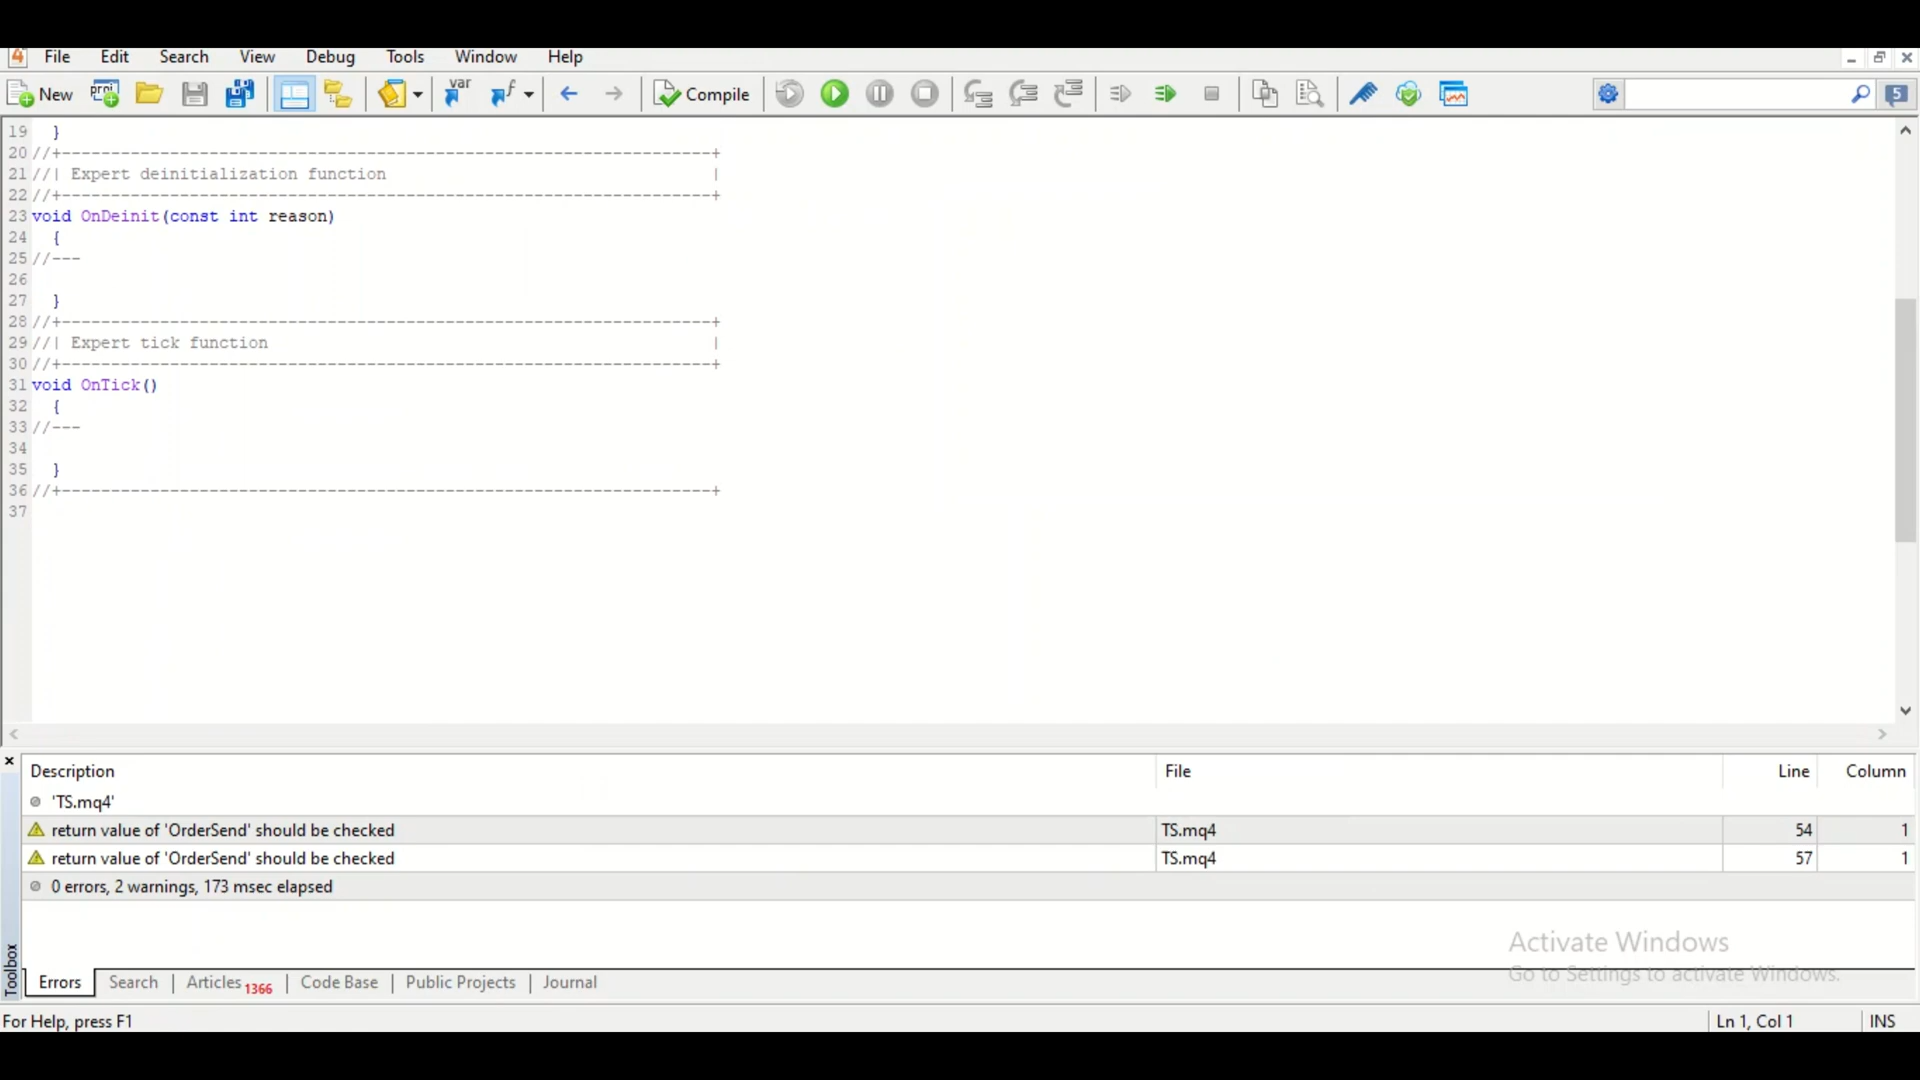 4 File Edit Search View Debug Tools Window Help
New proj var f Compile 5
19 }
20 //+------------------------------------------------------------------+
21 //| Expert deinitialization function |
22 //+------------------------------------------------------------------+
23 void OnDeinit(const int reason)
24 {
25 //---
26
27 }
28 //+------------------------------------------------------------------+
29 //| Expert tick function |
30 //+------------------------------------------------------------------+
31 void OnTick()
32 {
33 //---
34
35 }
36 //+------------------------------------------------------------------+
37
Description File Line Column
'TS.mq4'
return value of 'OrderSend' should be checked TS.mq4 54 1
return value of 'OrderSend' should be checked TS.mq4 57 1
0 errors, 2 warnings, 173 msec elapsed
Activate Windows
Go to Settings to activate Windows.
Toolbox
Errors Search Articles 1366 Code Base Public Projects Journal
For Help, press F1 Ln 1, Col 1 INS